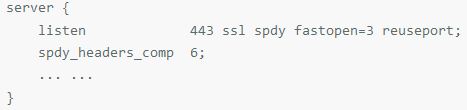 server {
    listen             443 ssl spdy fastopen=3 reuseport;
    spdy_headers_comp  6;
    ... ...
}